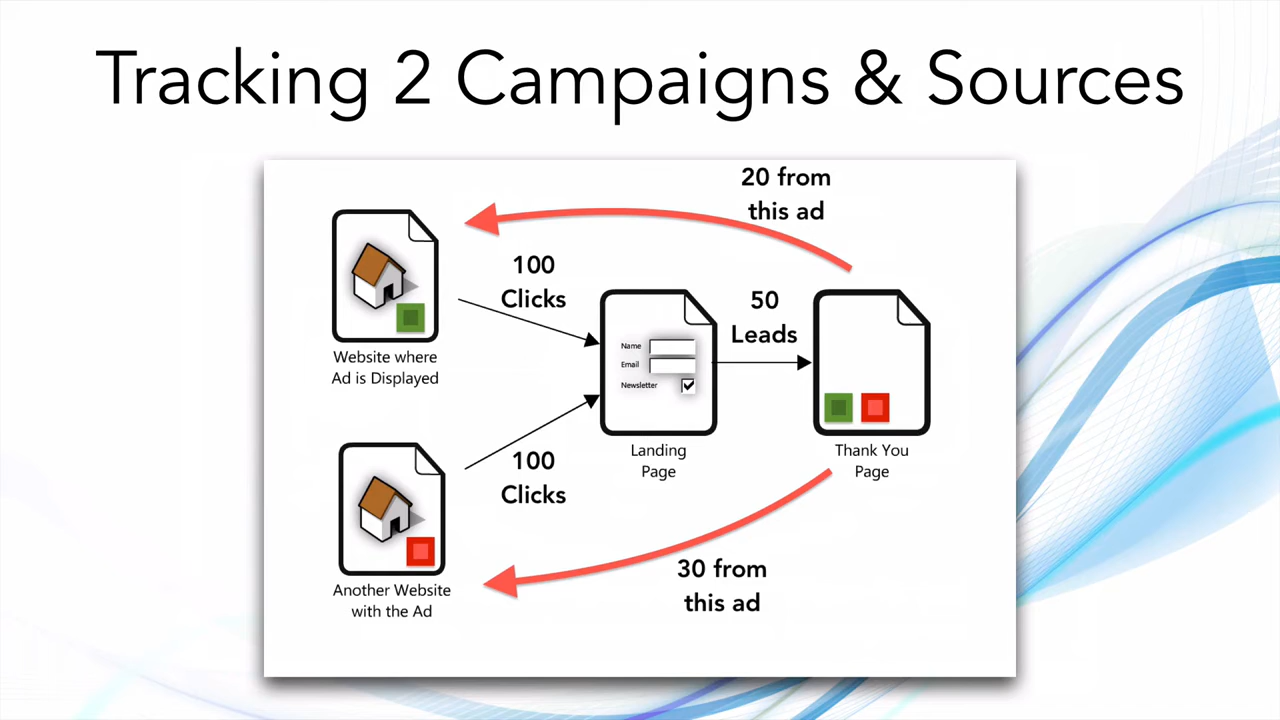 Tracking 2 Campaigns & Sources
20 from
this ad
100
Clicks
50
Leads
Website where
Ad is Displayed
Name
Email
Newsletter
Landing
Page
Thank You
Page
100
Clicks
30 from
this ad
Another Website
with the Ad